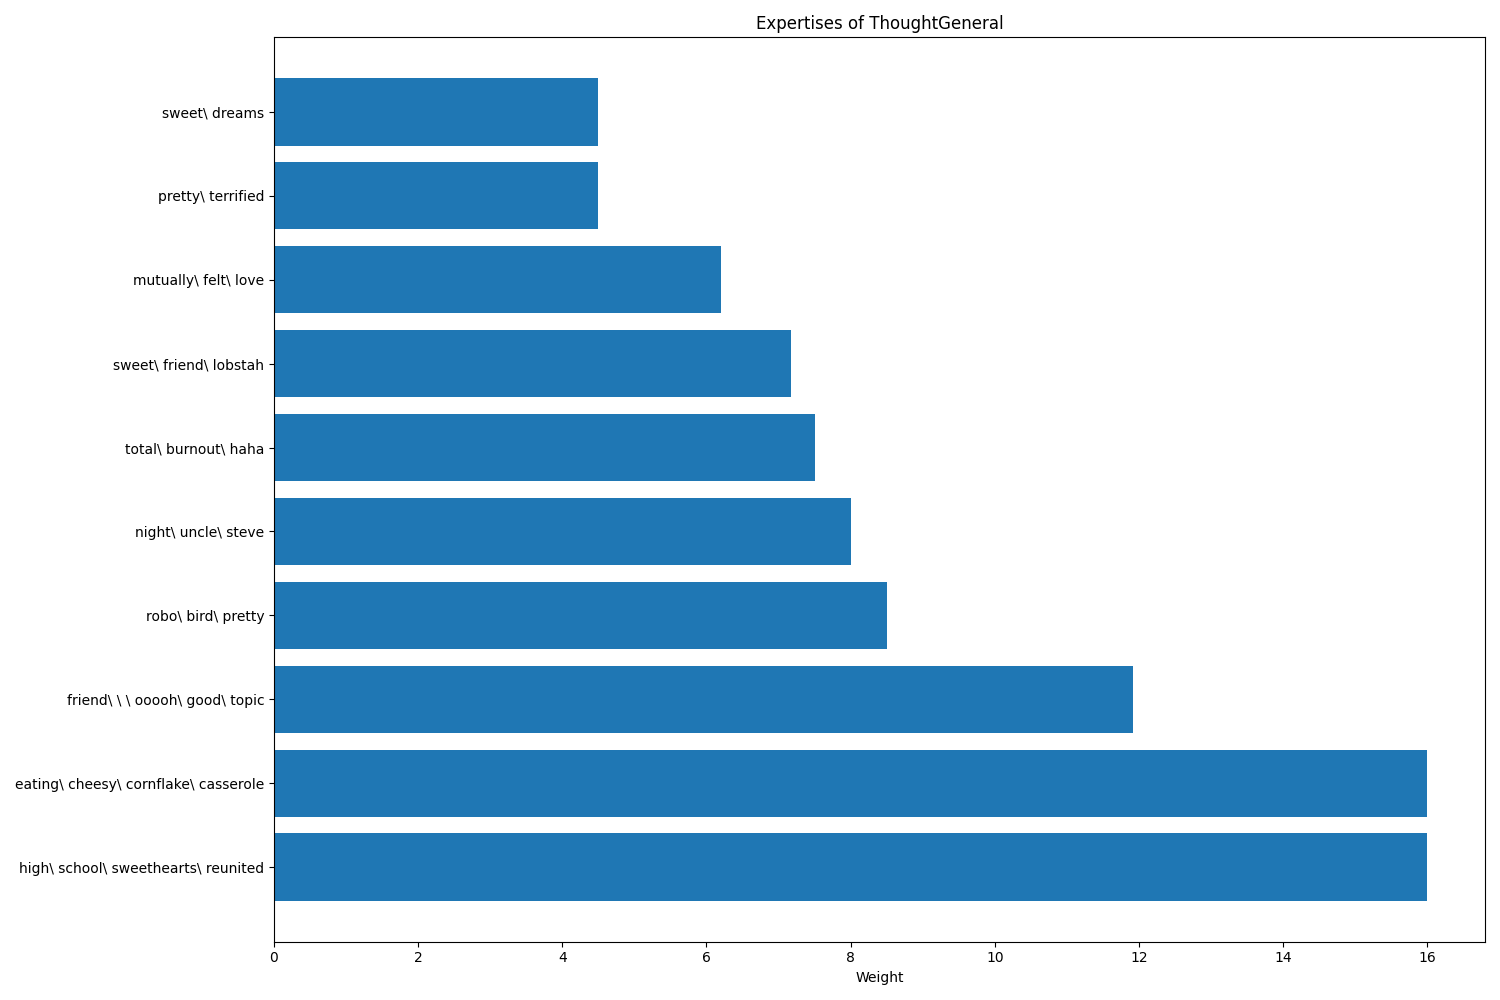 Expertises of ThoughtGeneral
sweet\ dreams
pretty\ terrified
mutually\ felt\ love
sweet\ friend\ lobstah
total\ burnout\ haha
night\ uncle\ steve
robo\ bird\ pretty
friend\ \ \ ooooh\ good\ topic
eating\ cheesy\ cornflake\ casserole
high\ school\ sweethearts\ reunited
0 2 4 6 8 10 12 14 16
Weight